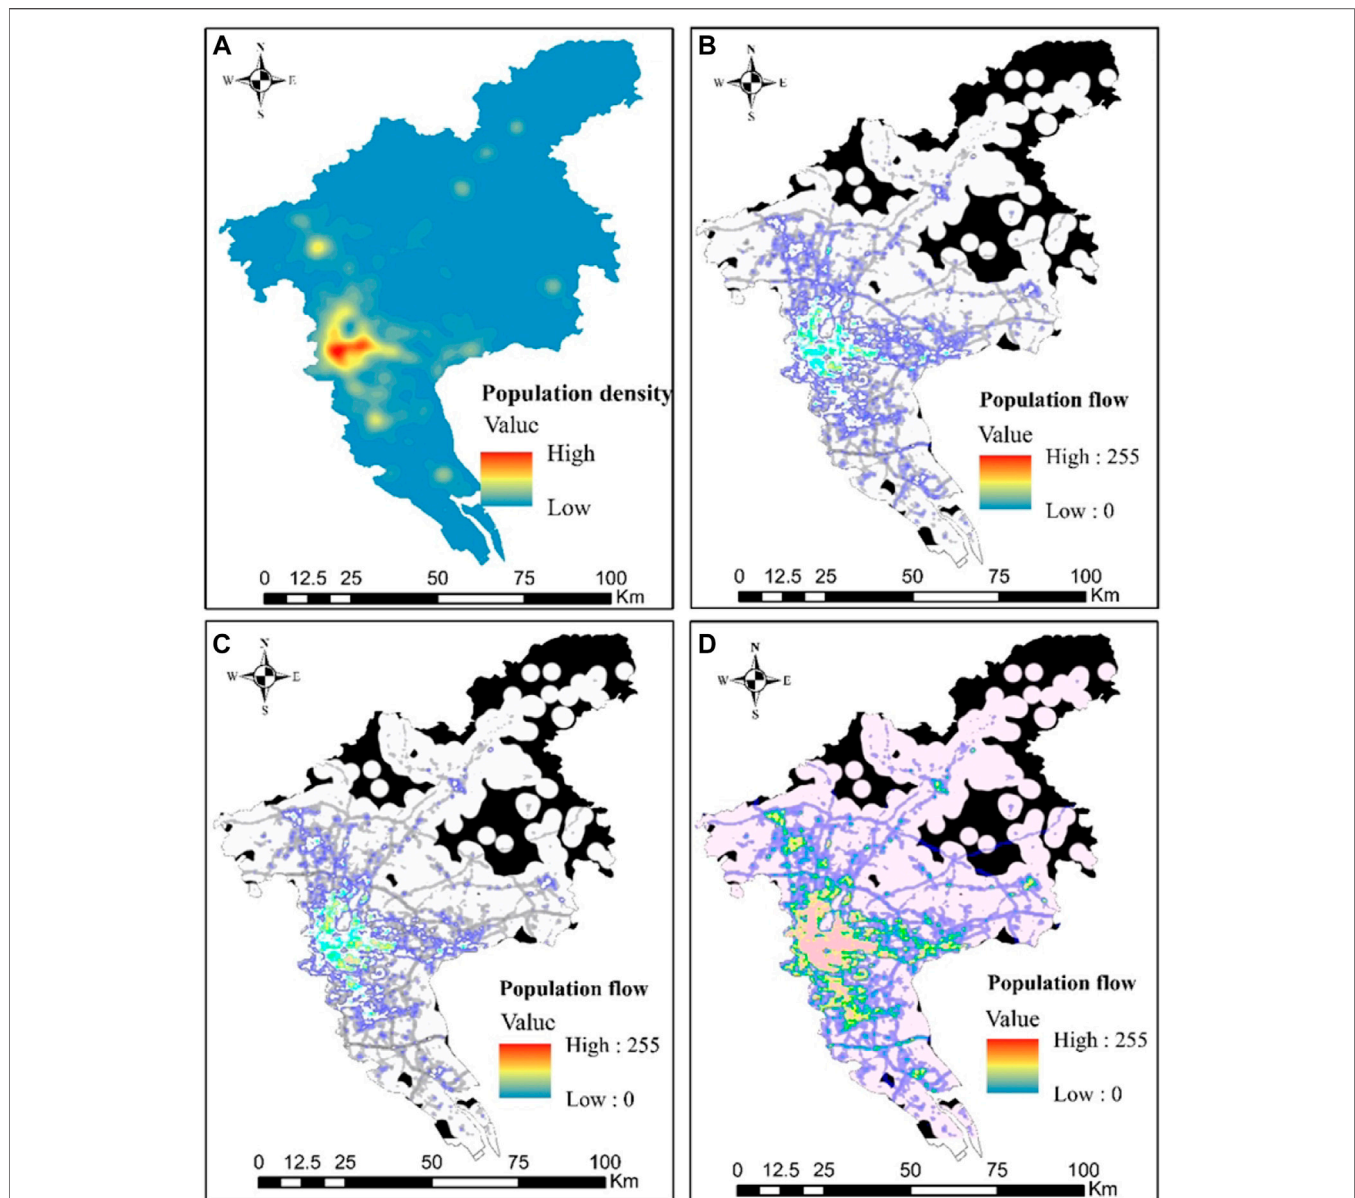 A
N
W E
S
Population density
Value
High
Low
0 12.5 25 50 75 100
Km
B
N
W E
S
Population flow
Value
High : 255
Low : 0
0 12.5 25 50 75 100
Km
C
N
W E
S
Population flow
Value
High : 255
Low : 0
0 12.5 25 50 75 100
Km
D
N
W E
S
Population flow
Value
High : 255
Low : 0
0 12.5 25 50 75 100
Km